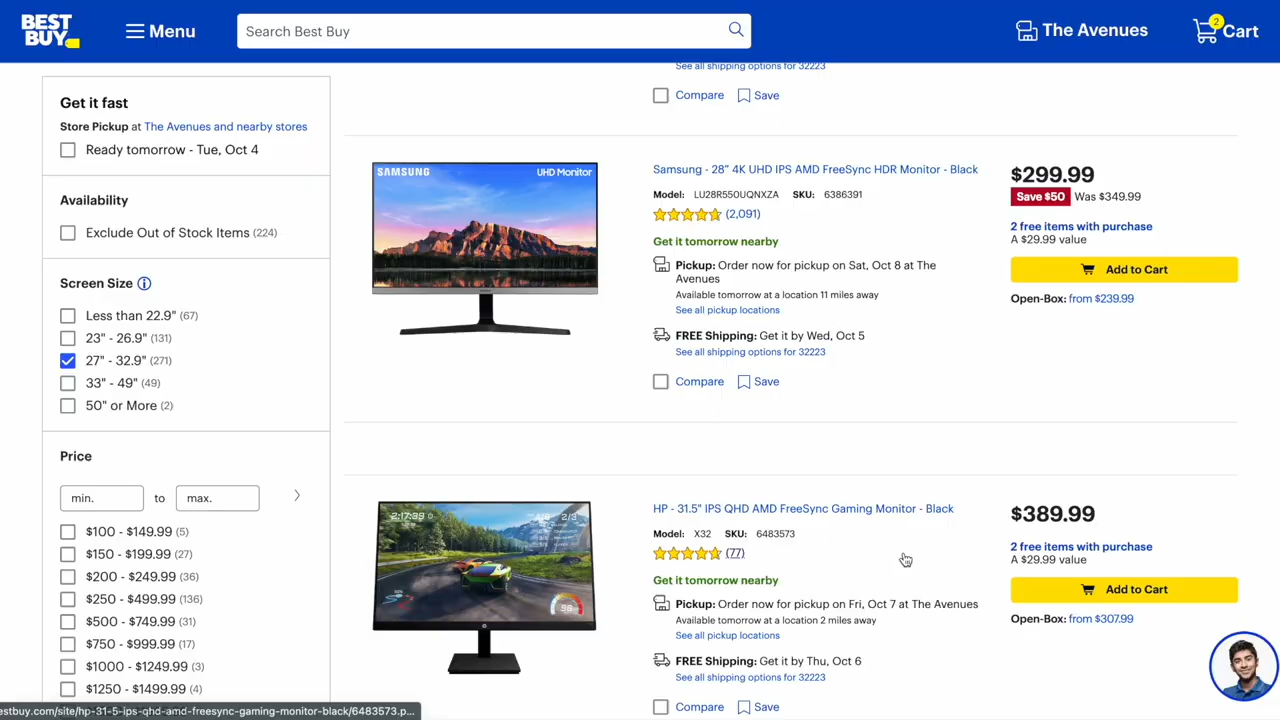 BEST BUY
Menu
Search Best Buy
The Avenues
2
Cart
See all shipping options for 32223
Compare
Save
Get it fast
Store Pickup at The Avenues and nearby stores
Ready tomorrow - Tue, Oct 4
Availability
Exclude Out of Stock Items (224)
Screen Size
Less than 22.9" (67)
23" - 26.9" (131)
27" - 32.9" (271)
33" - 49" (49)
50" or More (2)
Price
min. to max.
$100 - $149.99 (5)
$150 - $199.99 (27)
$200 - $249.99 (36)
$250 - $499.99 (136)
$500 - $749.99 (31)
$750 - $999.99 (17)
$1000 - $1249.99 (3)
$1250 - $1499.99 (4)
SAMSUNG UHD Monitor
Samsung - 28" 4K UHD IPS AMD FreeSync HDR Monitor - Black
Model: LU28R550UQNXZA SKU: 6386391
(2,091)
Get it tomorrow nearby
Pickup: Order now for pickup on Sat, Oct 8 at The
Avenues
Available tomorrow at a location 11 miles away
See all pickup locations
FREE Shipping: Get it by Wed, Oct 5
See all shipping options for 32223
Compare
Save
$299.99
Save $50 Was $349.99
2 free items with purchase
A $29.99 value
Add to Cart
Open-Box: from $239.99
2:17:39
2/3
98
HP - 31.5" IPS QHD AMD FreeSync Gaming Monitor - Black
Model: X32 SKU: 6483573
(77)
Get it tomorrow nearby
Pickup: Order now for pickup on Fri, Oct 7 at The Avenues
Available tomorrow at a location 2 miles away
See all pickup locations
FREE Shipping: Get it by Thu, Oct 6
See all shipping options for 32223
Compare
Save
$389.99
2 free items with purchase
A $29.99 value
Add to Cart
Open-Box: from $307.99
estbuy.com/site/hp-31-5-ips-qhd-amd-freesync-gaming-monitor-black/6483573.p...